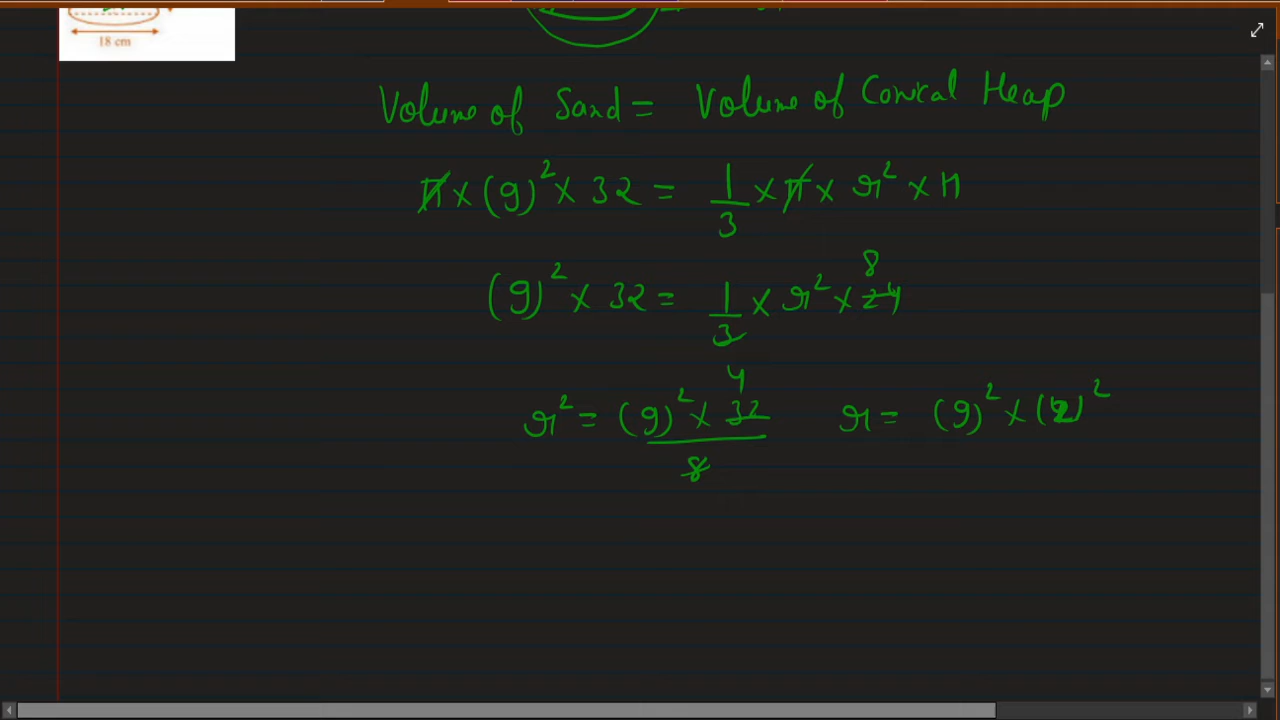 18 cm
Volume of Sand = Volume of Conical Heap
π × (9)² × 32 = 1/3 × π × r² × H
(9)² × 32 = 1/3 × r² × 24 8
r² = (9)² × 32 4 / 8 r = (9)² × (2)²